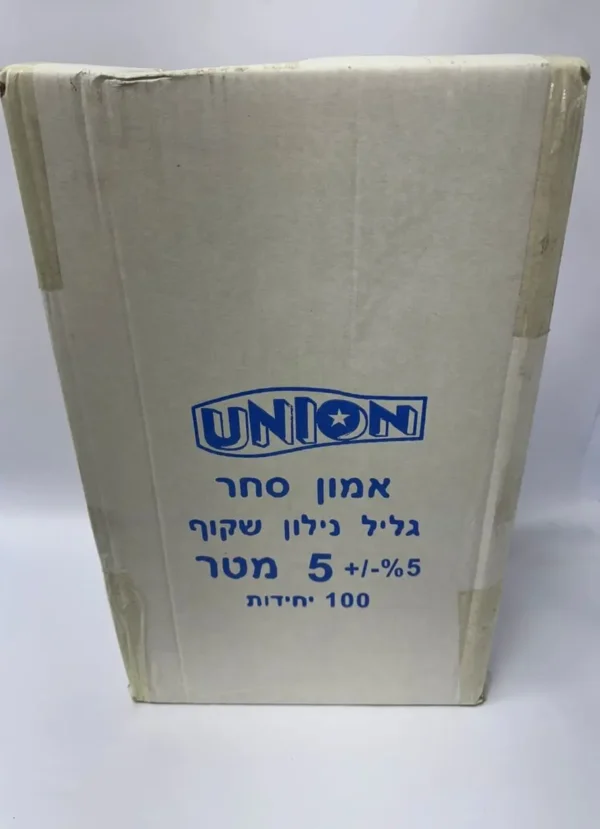 UNION
אמון סחר
גליל נילון שקוף
5 מטר +/-%5
100 יחידות